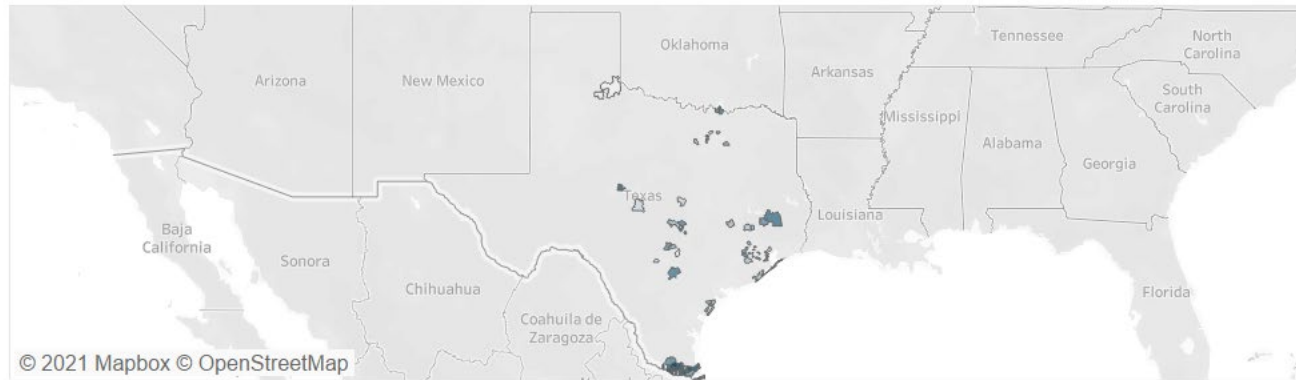 Oklahoma
Tennessee
North
Carolina
Arizona
New Mexico
Arkansas
South
Carolina
Mississippi
Alabama
Georgia
Texas
Louisiana
Baja
California
Sonora
Chihuahua
Coahuila de
Zaragoza
Florida
© 2021 Mapbox © OpenStreetMap